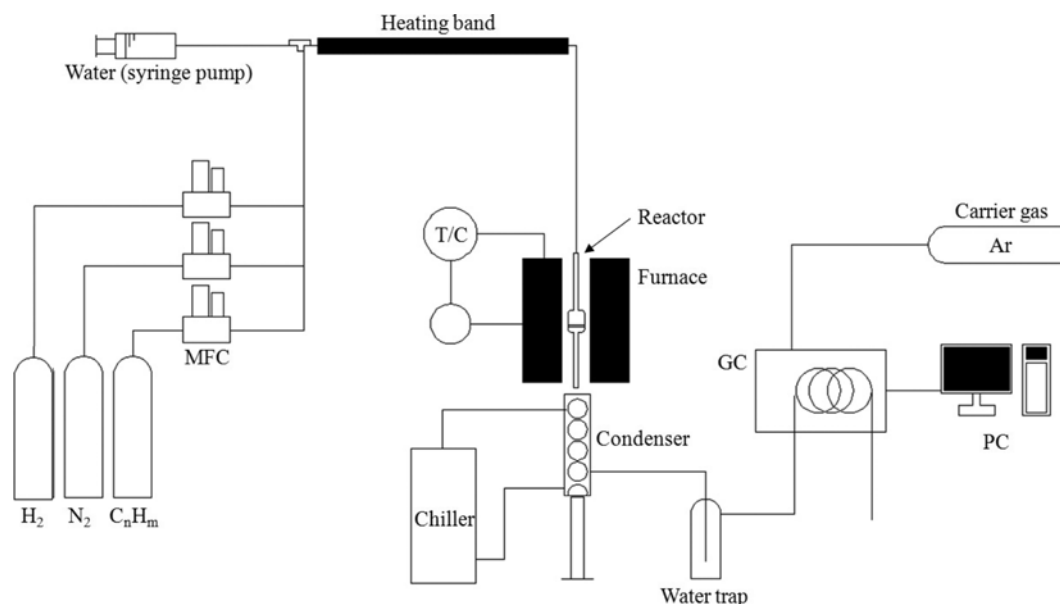 Heating band
Water (syringe pump)
Reactor
Carrier gas
Ar
T/C
Furnace
MFC
GC
Condenser
PC
Chiller
H₂
N₂
CₙHₘ
Water trap